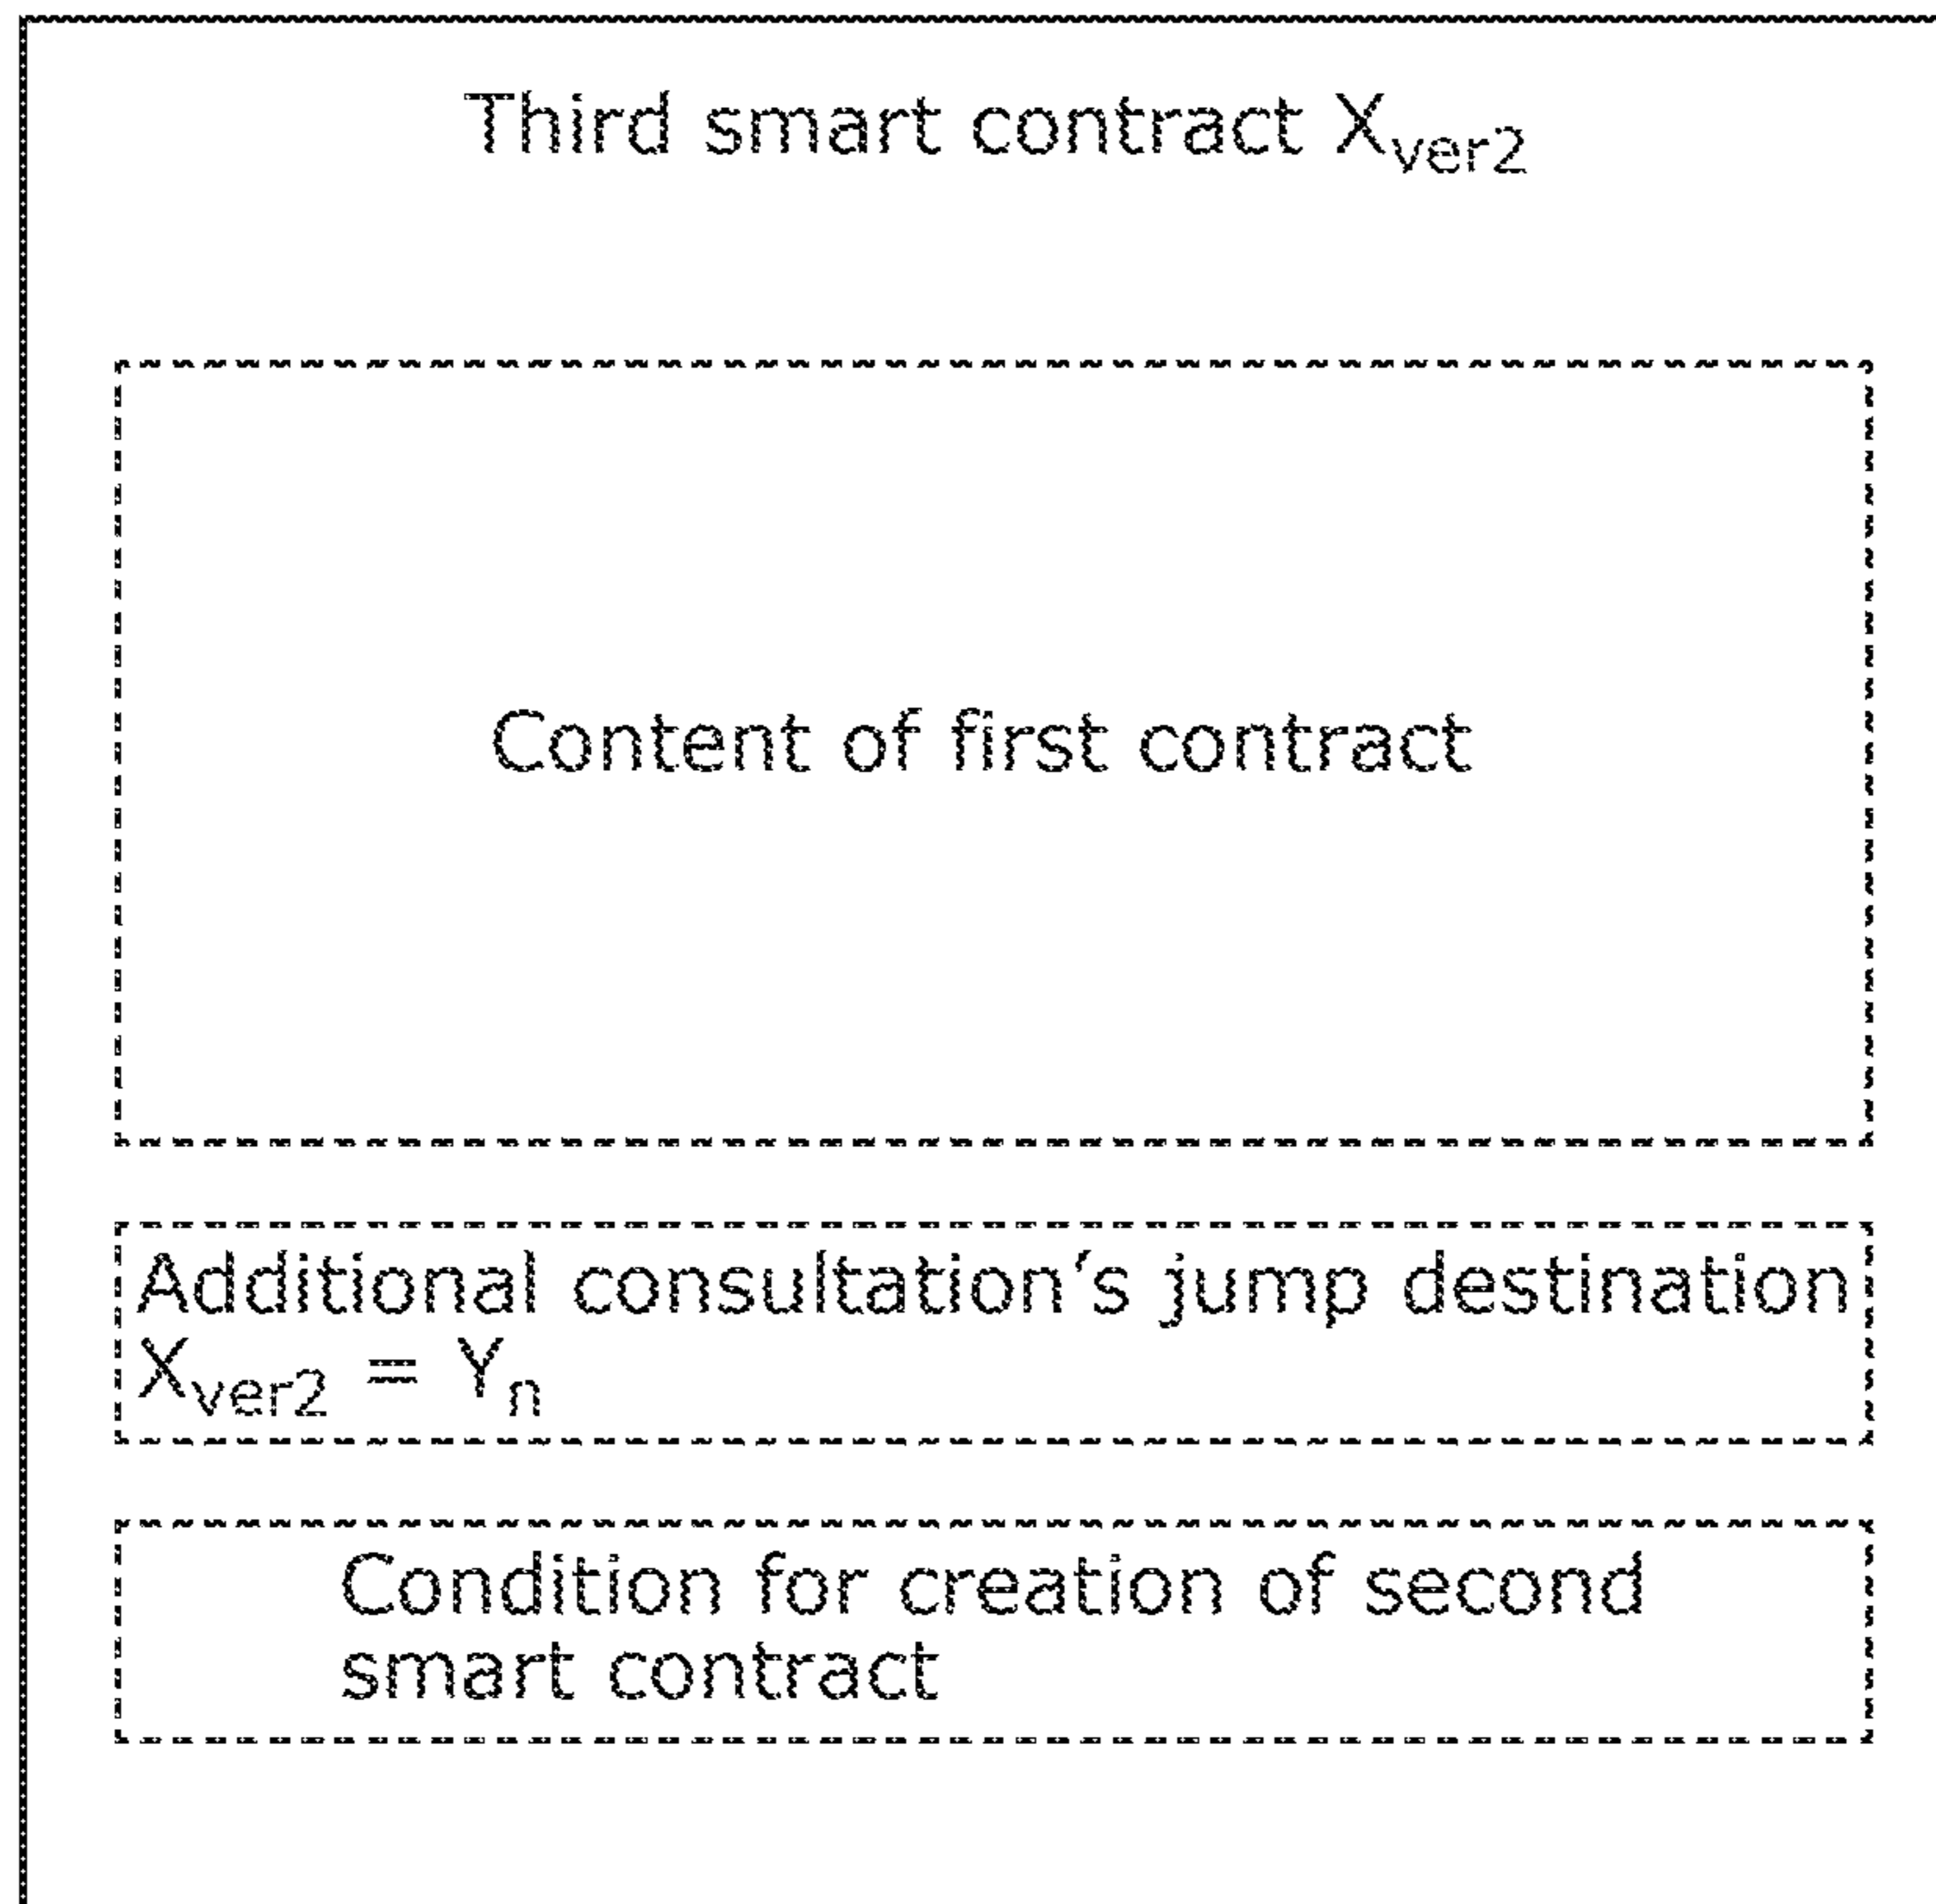 Third smart contract Xver2
Content of first contract
Additional consultation’s jump destination
Xver2 = Yn
Condition for creation of second
smart contract